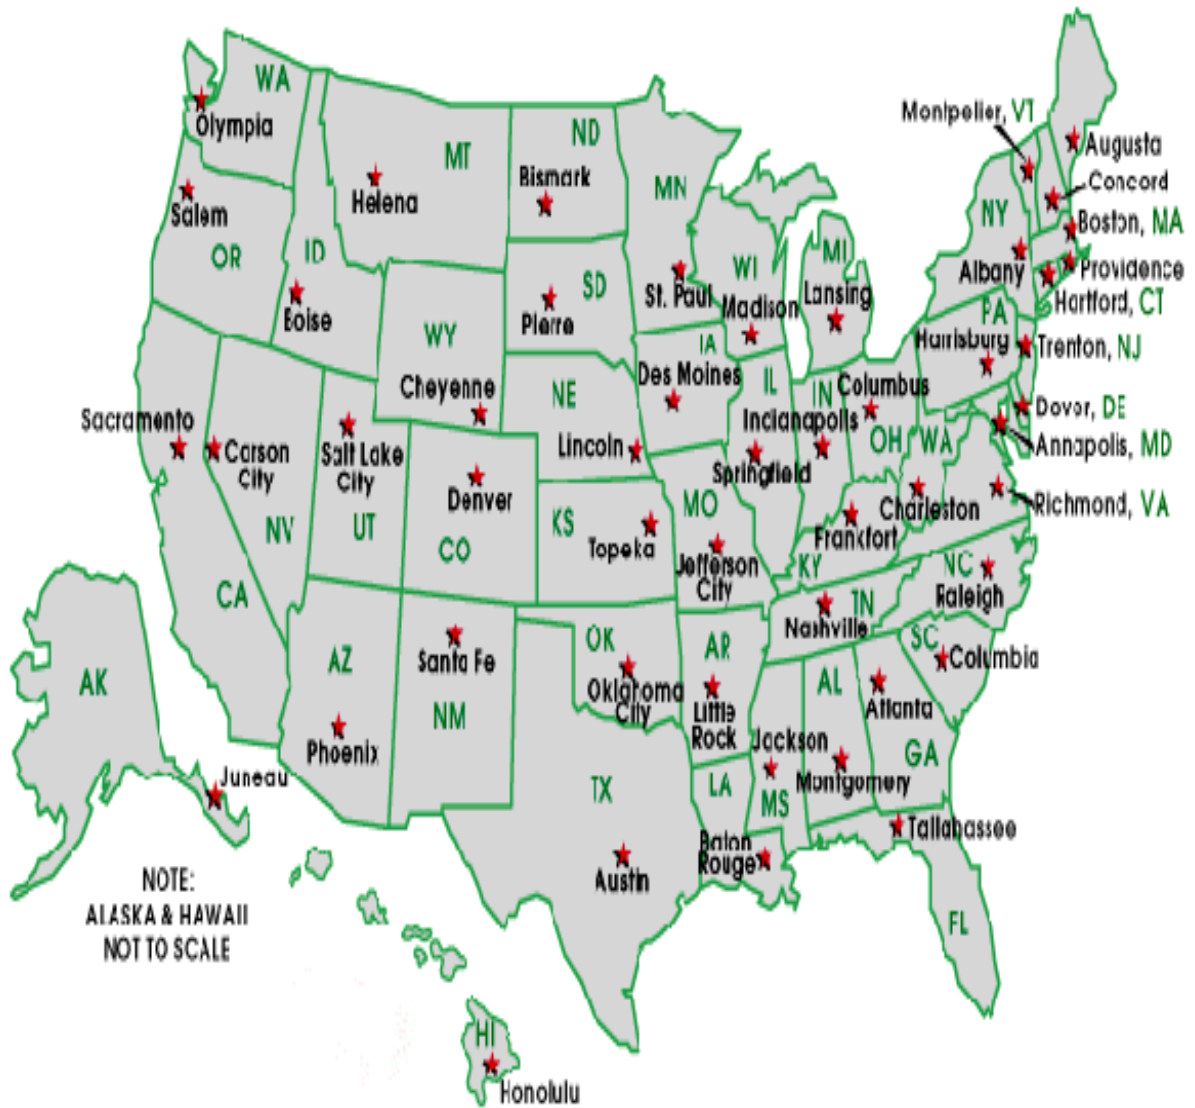 WA
Olympia
Montpelier, VT
MT
ND
Helena
Bismark
Augusta
Concord
MN
Salem
OR
ID
NY
Boston, MA
Albany
Providence
WI
MI
SD
St. Paul
Madison
Lansing
Hartford, CT
Boise
Pierre
WY
PA
Harrisburg
Trenton, NJ
IA
Des Moines
Cheyenne
NE
IL
IN
Columbus
Dover, DE
Sacramento
Indianapolis
OH
WA
Annapolis, MD
Carson
City
Salt Lake
City
Lincoln
Springfield
Denver
MO
Charleston
Richmond, VA
NV
UT
CO
KS
Topeka
Frankfort
Jefferson
City
KY
NC
Raleigh
CA
TN
Nashville
AZ
Santa Fe
OK
AR
SC
Columbia
AK
NM
Oklahoma
City
Little
Rock
AL
Atlanta
Phoenix
Jackson
GA
Juneau
TX
LA
MS
Montgomery
Tallahassee
Baton
Rouge
Austin
NOTE:
ALASKA & HAWAII
NOT TO SCALE
FL
HI
Honolulu